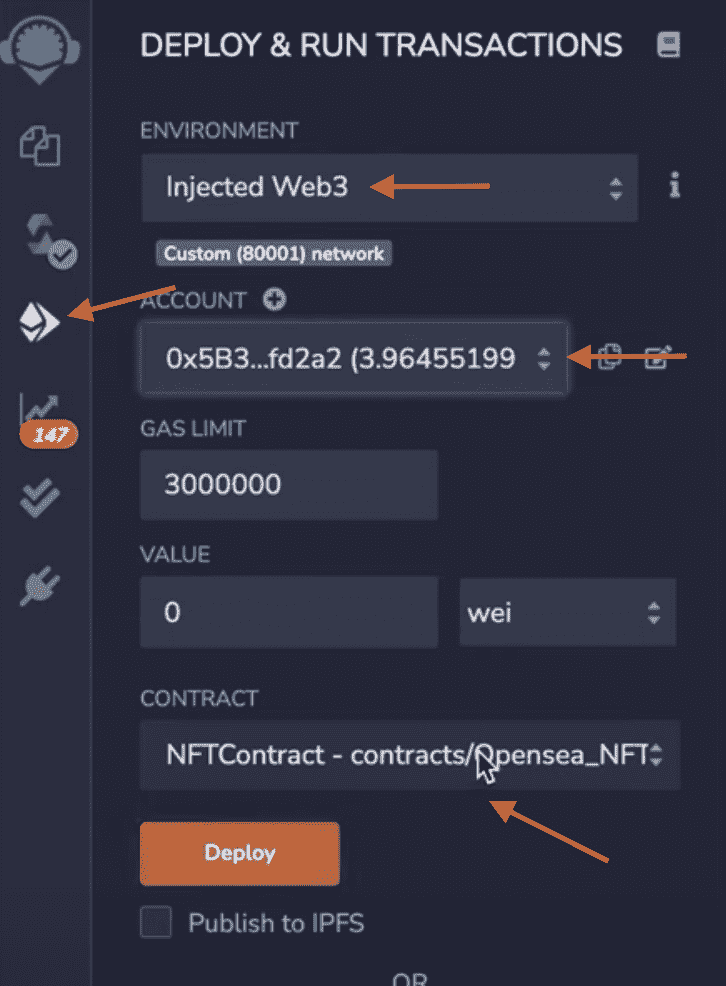 DEPLOY & RUN TRANSACTIONS
ENVIRONMENT
Injected Web3
Custom (80001) network
ACCOUNT
0x5B3...fd2a2 (3.96455199
147
GAS LIMIT
3000000
VALUE
0 wei
CONTRACT
NFTContract - contracts/Opensea_NFT
Deploy
Publish to IPFS
OR